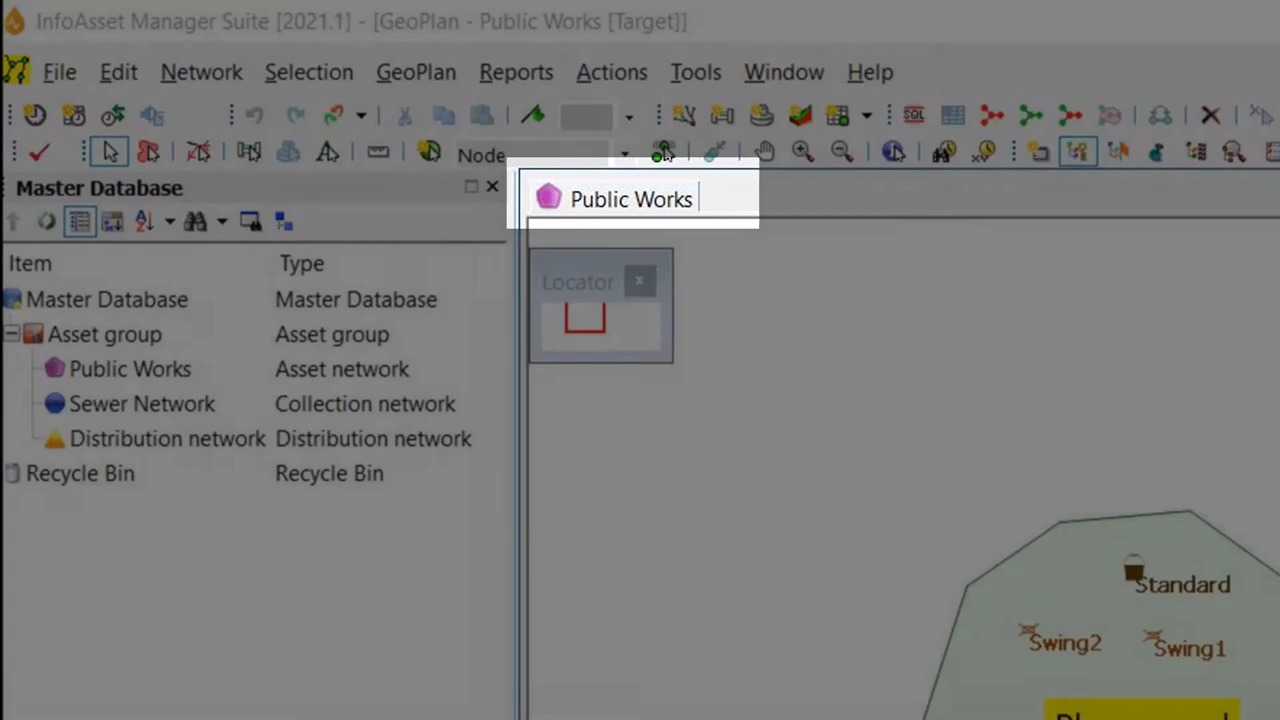 InfoAsset Manager Suite [2021.1] - [GeoPlan - Public Works [Target]]
File Edit Network Selection GeoPlan Reports Actions Tools Window Help
SQL
Node
Master Database
Public Works
Item Type
Locator
Master Database Master Database
Asset group Asset group
Public Works Asset network
Sewer Network Collection network
Distribution network Distribution network
Recycle Bin Recycle Bin
Standard
Swing2 Swing1